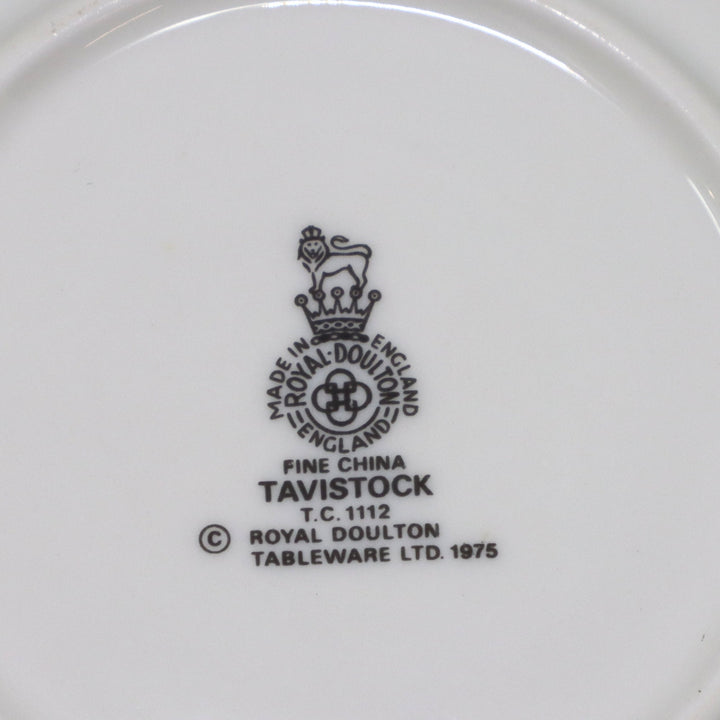 MADE IN ENGLAND
ROYAL·DOULTON
ENGLAND
FINE CHINA
TAVISTOCK
T.C. 1112
© ROYAL DOULTON
TABLEWARE LTD. 1975